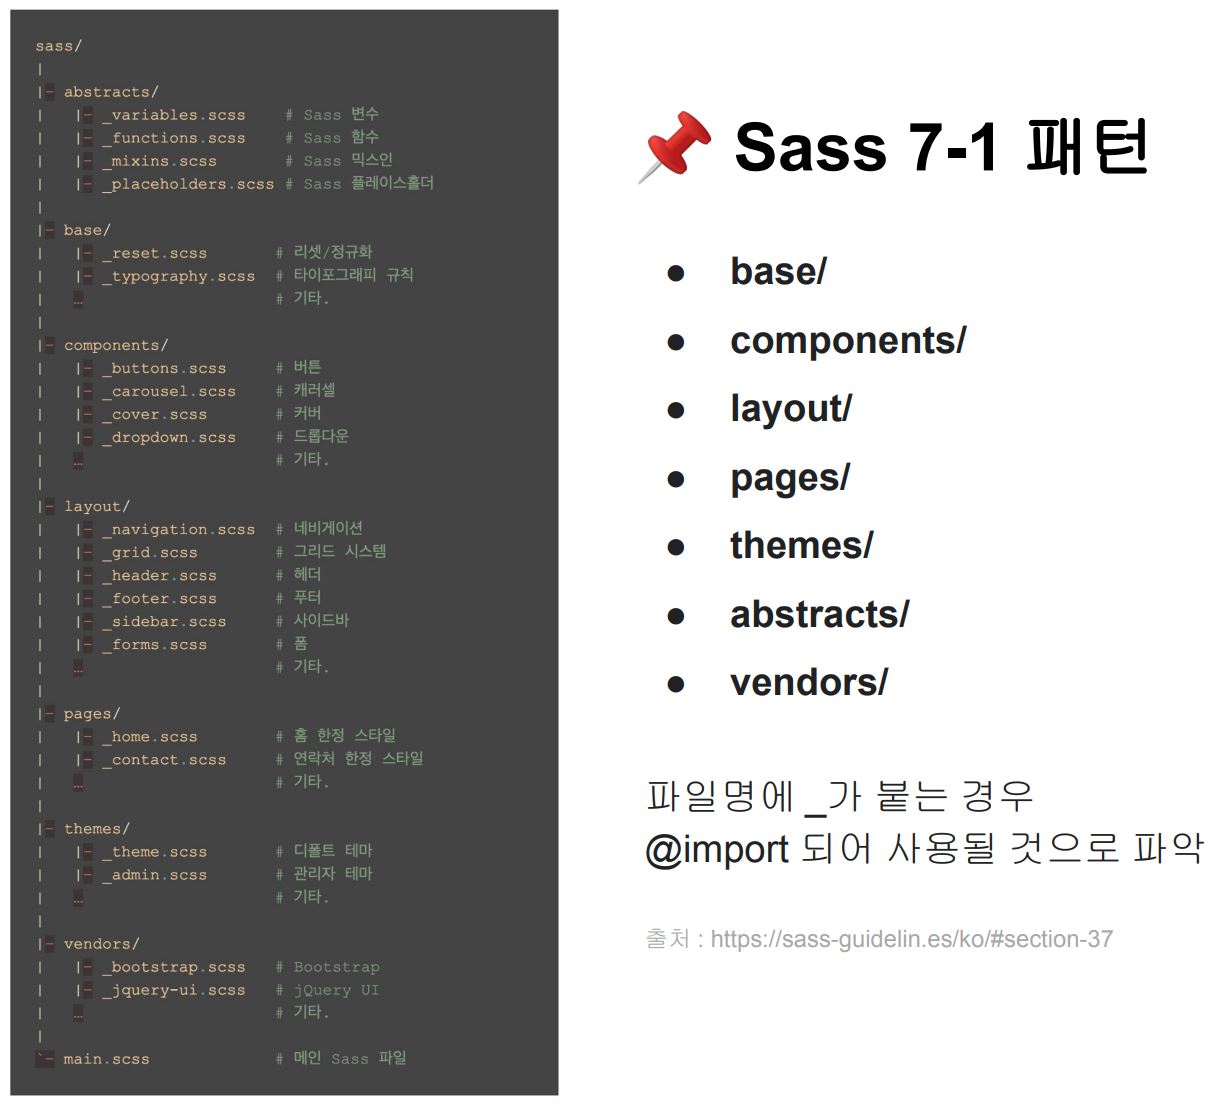 sass/
|
|- abstracts/
|   |- _variables.scss    # Sass 변수
|   |- _functions.scss    # Sass 함수
|   |- _mixins.scss       # Sass 믹스인
|   |- _placeholders.scss # Sass 플레이스홀더
|
|- base/
|   |- _reset.scss       # 리셋/정규화
|   |- _typography.scss  # 타이포그래피 규칙
|   …                    # 기타.
|
|- components/
|   |- _buttons.scss     # 버튼
|   |- _carousel.scss    # 캐러셀
|   |- _cover.scss       # 커버
|   |- _dropdown.scss    # 드롭다운
|   …                    # 기타.
|
|- layout/
|   |- _navigation.scss  # 네비게이션
|   |- _grid.scss        # 그리드 시스템
|   |- _header.scss      # 헤더
|   |- _footer.scss      # 푸터
|   |- _sidebar.scss     # 사이드바
|   |- _forms.scss       # 폼
|   …                    # 기타.
|
|- pages/
|   |- _home.scss        # 홈 한정 스타일
|   |- _contact.scss     # 연락처 한정 스타일
|   …                    # 기타.
|
|- themes/
|   |- _theme.scss       # 디폴트 테마
|   |- _admin.scss       # 관리자 테마
|   …                    # 기타.
|
|- vendors/
|   |- _bootstrap.scss   # Bootstrap
|   |- _jquery-ui.scss   # jQuery UI
|   …                    # 기타.
|
`- main.scss             # 메인 Sass 파일
📌 Sass 7-1 패턴
● base/
● components/
● layout/
● pages/
● themes/
● abstracts/
● vendors/
파일명에 _가 붙는 경우
@import 되어 사용될 것으로 파악
출처 : https://sass-guidelin.es/ko/#section-37